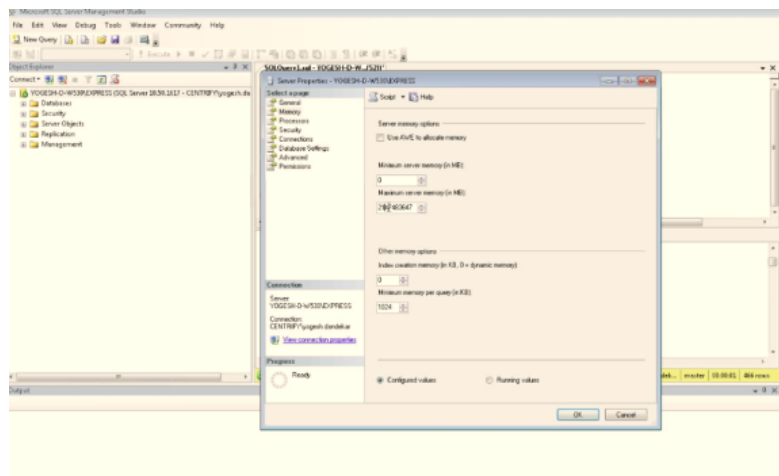 Microsoft SQL Server Management Studio
File Edit View Debug Tools Window Community Help
New Query
Execute
Object Explorer
SQLQuery1.sql - YOGESH-D-W...(52))*
Connect
YOGESH-D-W530\EXPRESS (SQL Server 10.50.1617 - CENTRIFY\yogesh.da
Databases
Security
Server Objects
Replication
Management
Server Properties - YOGESH-D-W530\EXPRESS
Select a page
General
Memory
Processors
Security
Connections
Database Settings
Advanced
Permissions
Script Help
Server memory options
Use AWE to allocate memory
Minimum server memory (in MB):
0
Maximum server memory (in MB):
2147483647
Other memory options
Index creation memory (in KB, 0 = dynamic memory)
0
Minimum memory per query (in KB):
1024
Connection
Server:
YOGESH-D-W530\EXPRESS
Connection:
CENTRIFY\yogesh.dandekar
View connection properties
Progress
Ready
Configured values Running values
OK Cancel
dek... master 00:00:01 466 rows
Output